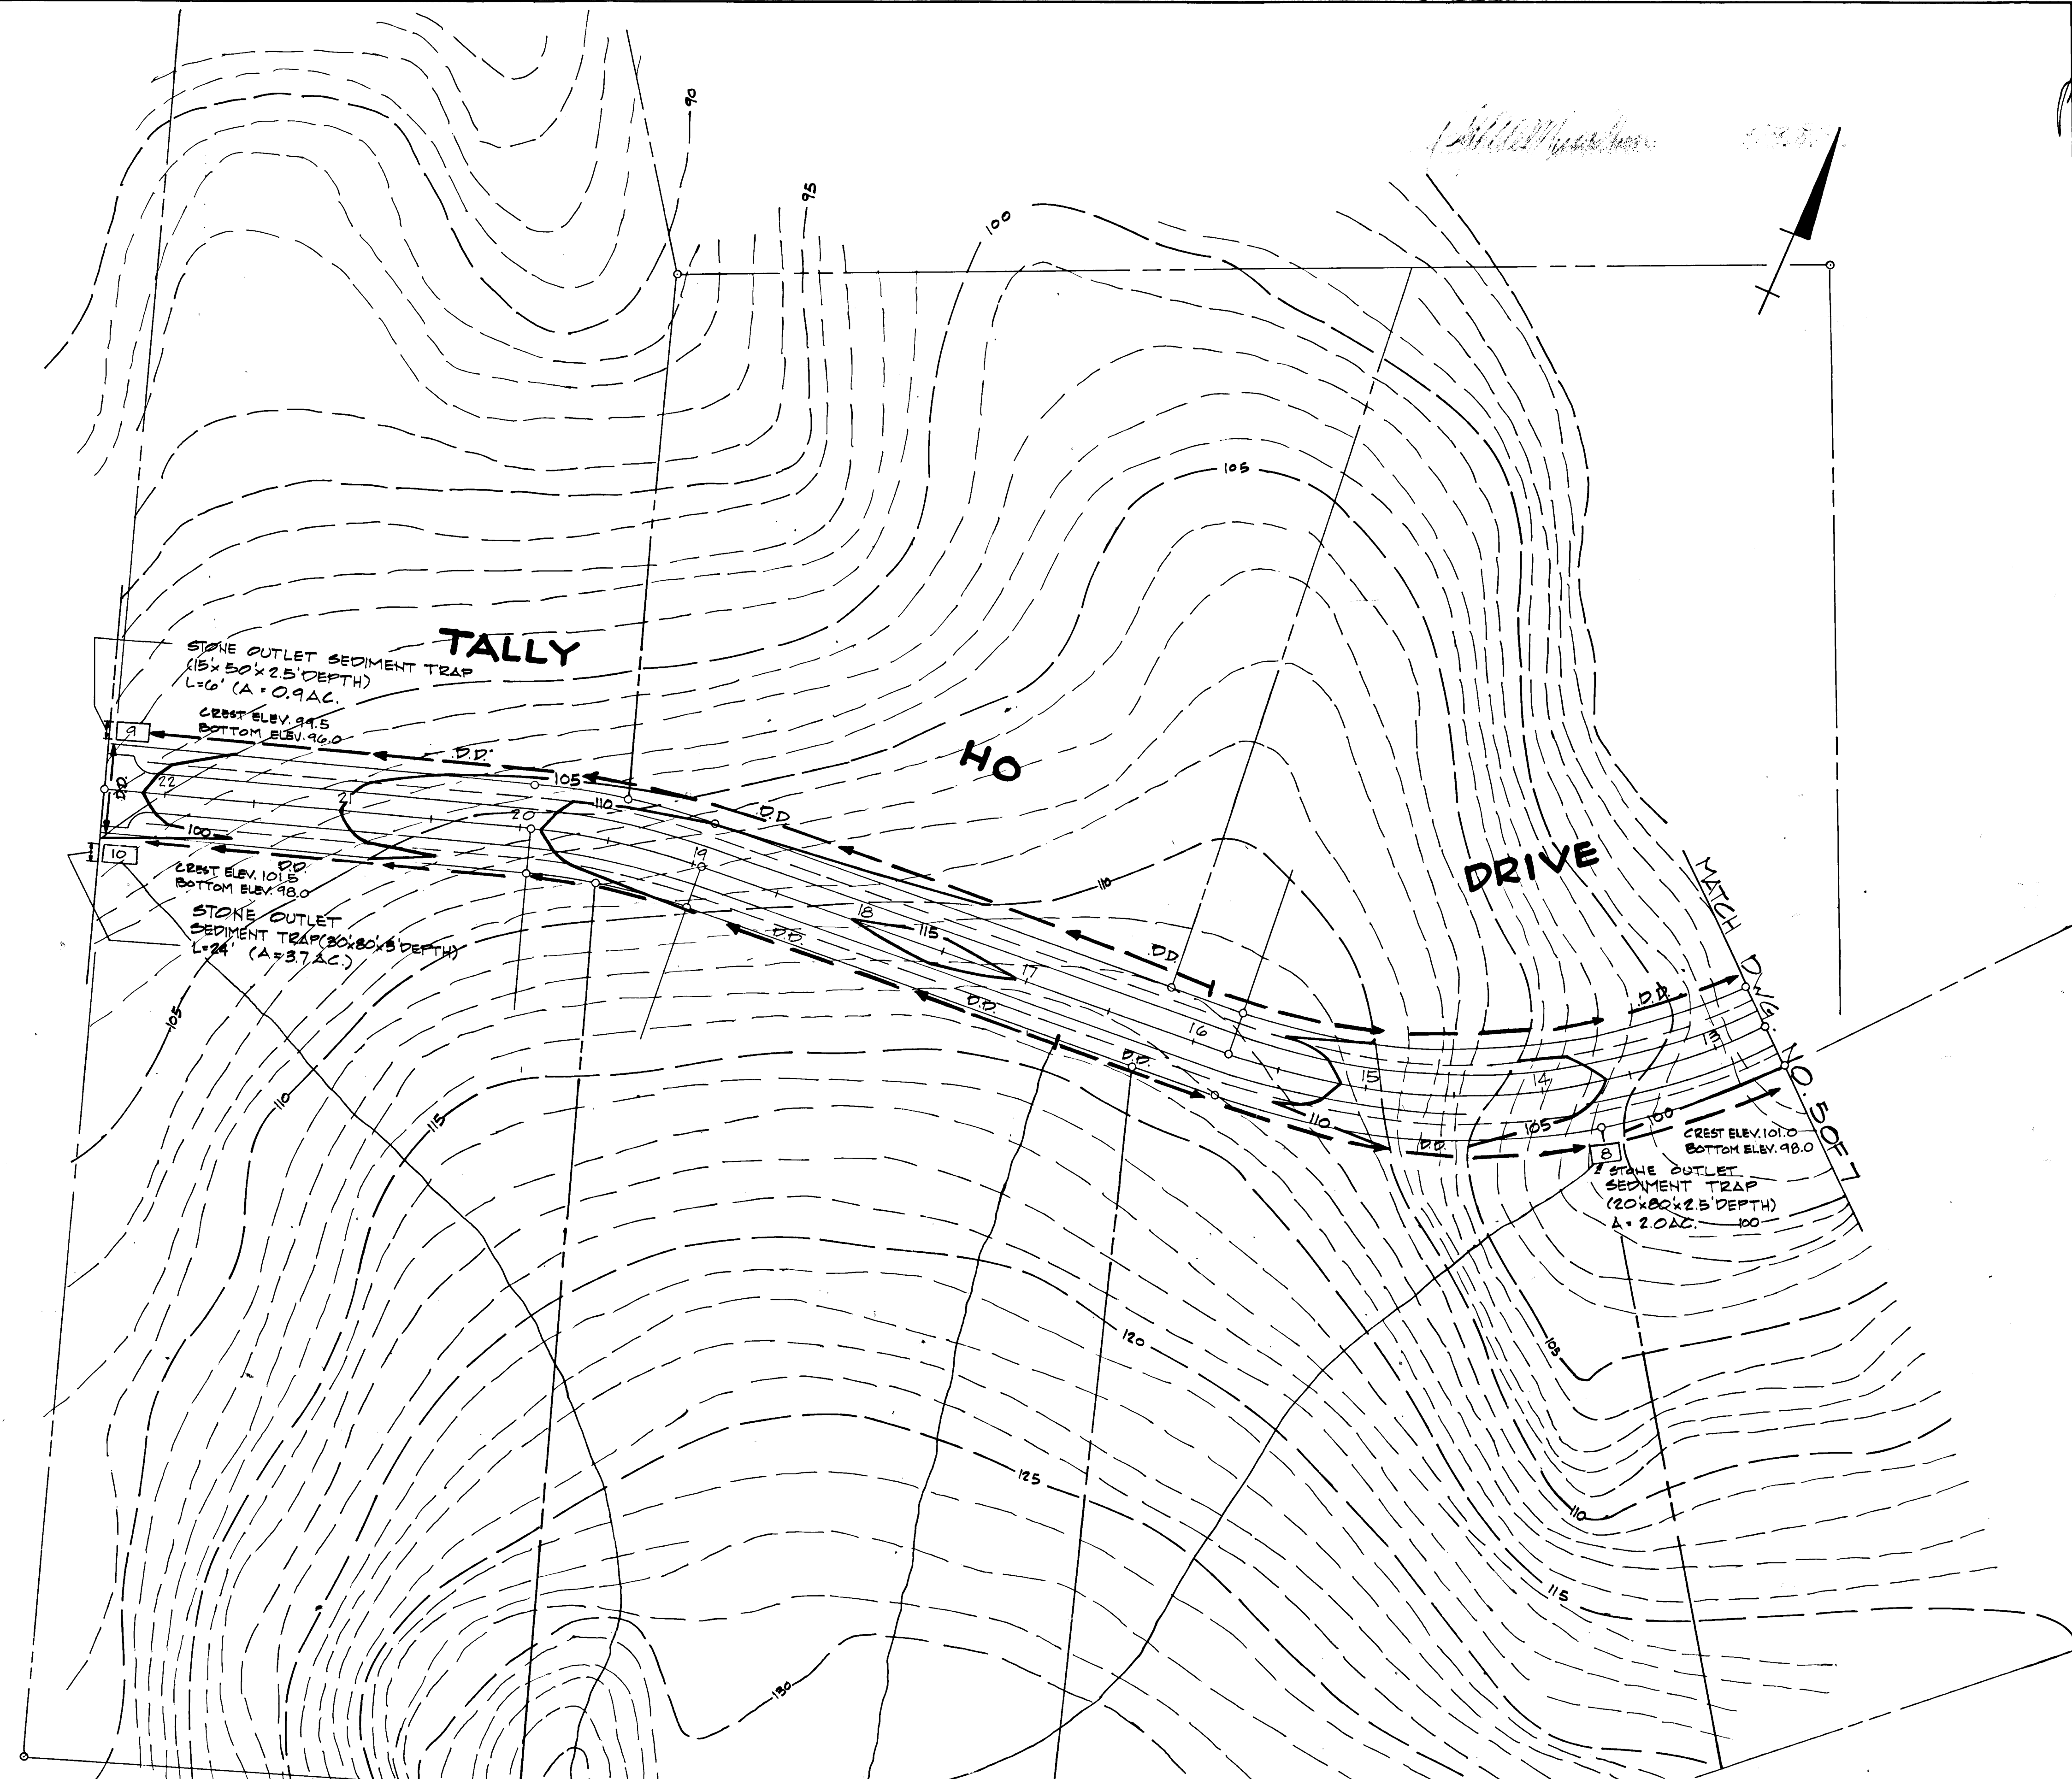 90
95
100
105
STONE OUTLET SEDIMENT TRAP
(15'x 50'x 2.5' DEPTH)
L=6' (A = 0.9 AC.
TALLY
CREST ELEV. 99.5
BOTTOM ELEV. 96.0
9
D.D.
HO
DRIVE
105
D.D.
22
21
110
20
D.D.
100
19
10
D.D.
CREST ELEV. 101.5
BOTTOM ELEV. 98.0
STONE OUTLET
SEDIMENT TRAP (30'x80'x3' DEPTH)
L=24' (A=3.7 AC.)
110
18
115
D.D.
17
D.D.
D.D.
MATCH DWG. NO. 5 OF 7
D.D.
105
16
D.D.
15
14
13
110
115
110
105
100
D.D.
8
CREST ELEV. 101.0
BOTTOM ELEV. 98.0
STONE OUTLET
SEDIMENT TRAP
(20'x80'x2.5' DEPTH)
A = 2.0 AC.
100
120
105
125
110
115
130